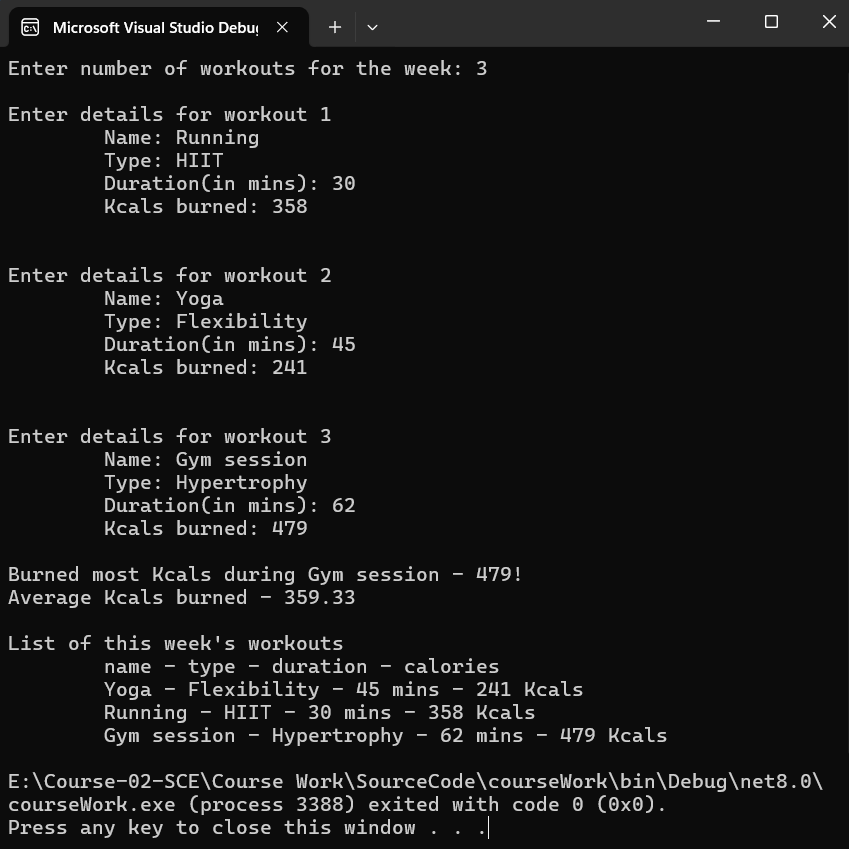 Microsoft Visual Studio Debug
Enter number of workouts for the week: 3
Enter details for workout 1
Name: Running
Type: HIIT
Duration(in mins): 30
Kcals burned: 358
Enter details for workout 2
Name: Yoga
Type: Flexibility
Duration(in mins): 45
Kcals burned: 241
Enter details for workout 3
Name: Gym session
Type: Hypertrophy
Duration(in mins): 62
Kcals burned: 479
Burned most Kcals during Gym session - 479!
Average Kcals burned - 359.33
List of this week's workouts
name - type - duration - calories
Yoga - Flexibility - 45 mins - 241 Kcals
Running - HIIT - 30 mins - 358 Kcals
Gym session - Hypertrophy - 62 mins - 479 Kcals
E:\Course-02-SCE\Course Work\SourceCode\courseWork\bin\Debug\net8.0\
courseWork.exe (process 3388) exited with code 0 (0x0).
Press any key to close this window . . .